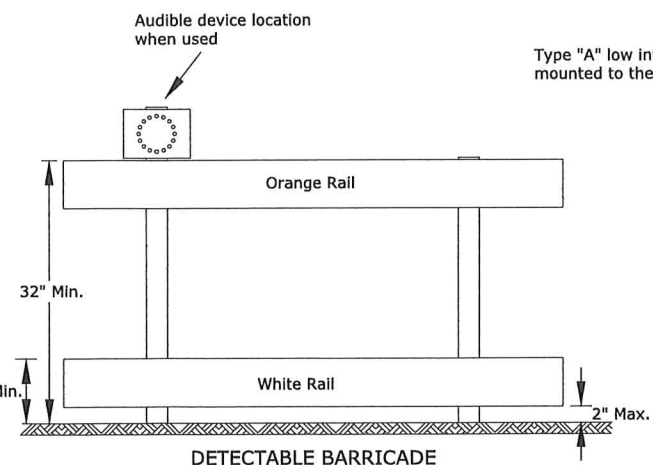 Audible device location
when used
Type "A" low in
mounted to the
Orange Rail
32" Min.
White Rail
Min.
2" Max.
DETECTABLE BARRICADE